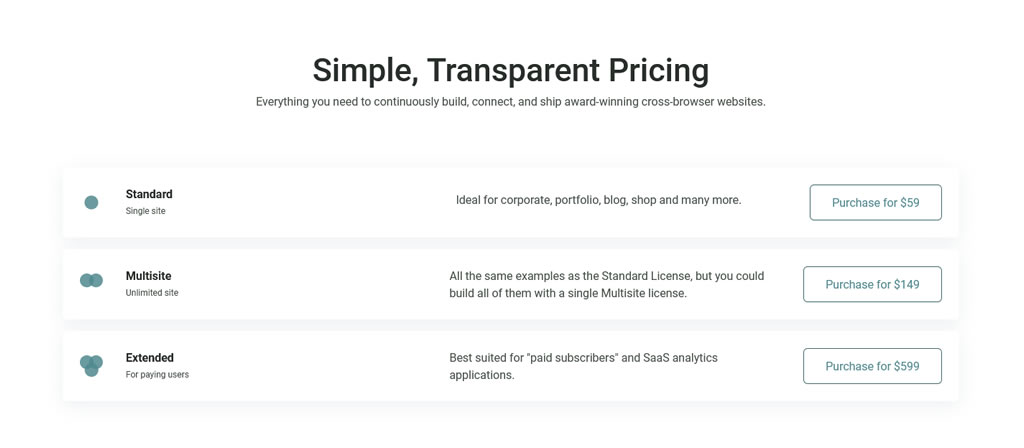 Simple, Transparent Pricing
Everything you need to continuously build, connect, and ship award-winning cross-browser websites.
Standard
Single site
Ideal for corporate, portfolio, blog, shop and many more.
Purchase for $59
Multisite
Unlimited site
All the same examples as the Standard License, but you could
build all of them with a single Multisite license.
Purchase for $149
Extended
For paying users
Best suited for "paid subscribers" and SaaS analytics
applications.
Purchase for $599